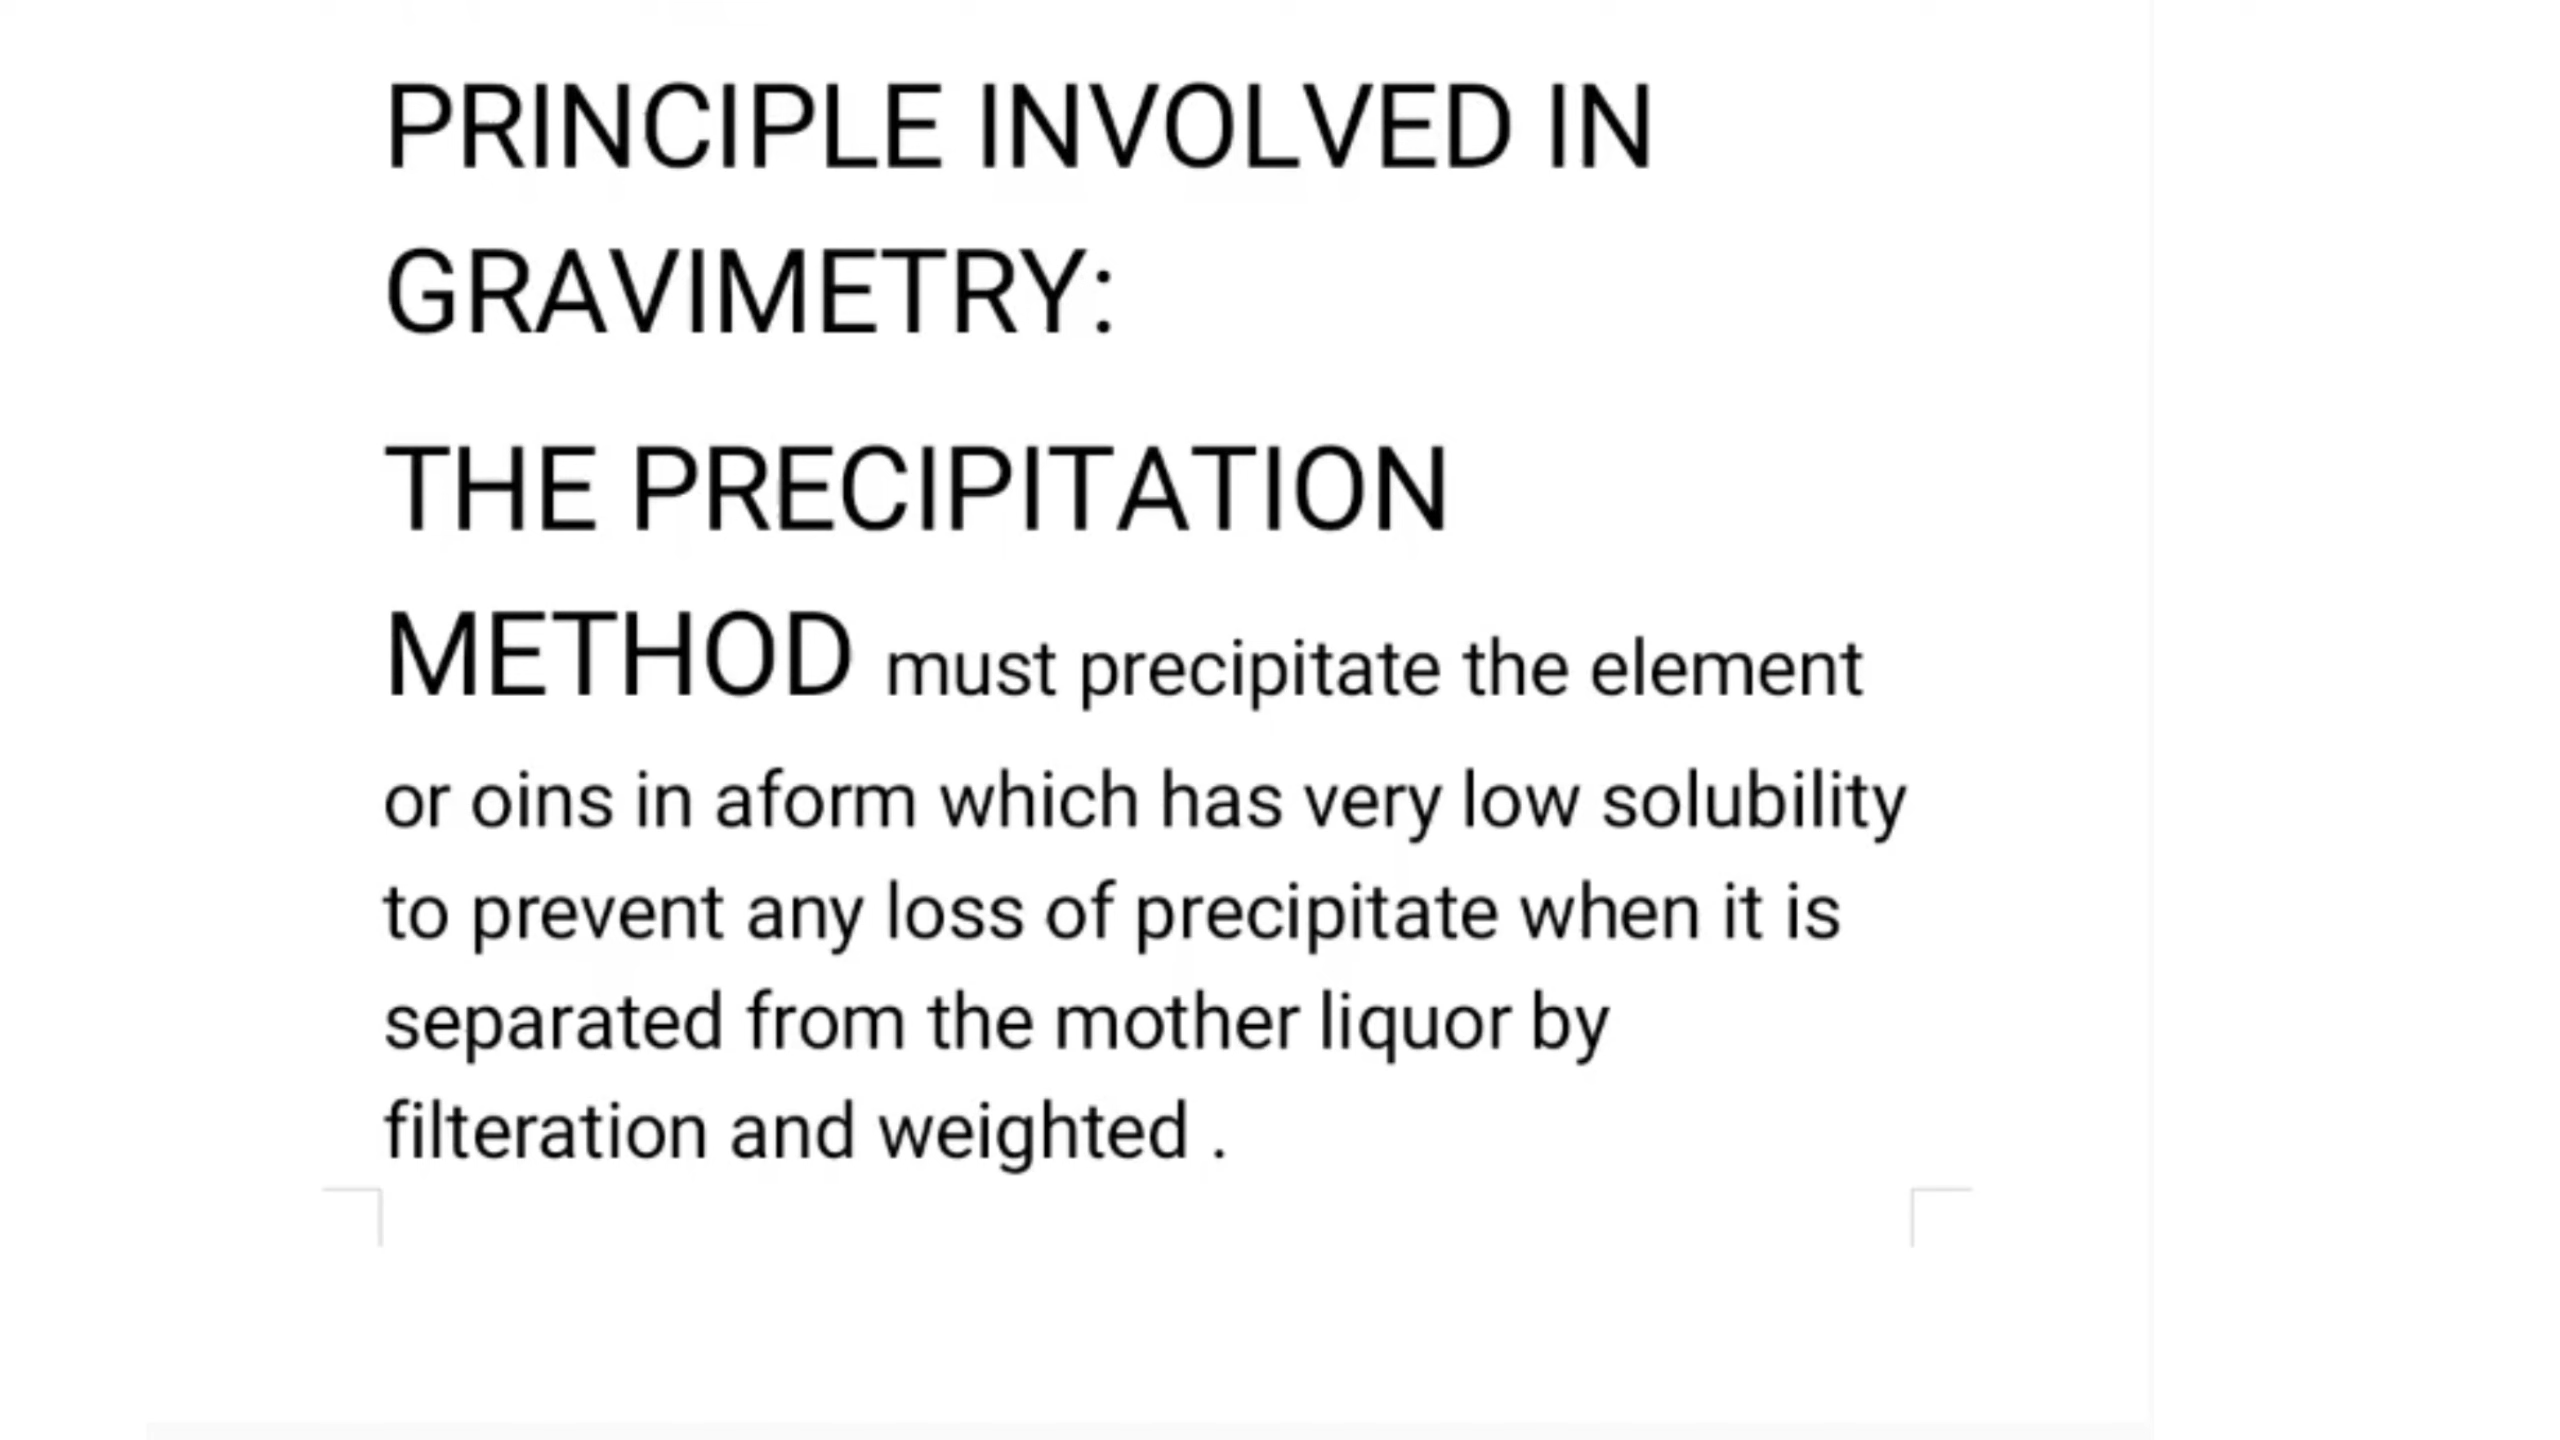 PRINCIPLE INVOLVED IN
GRAVIMETRY:
THE PRECIPITATION
METHOD must precipitate the element
or oins in aform which has very low solubility
to prevent any loss of precipitate when it is
separated from the mother liquor by
filteration and weighted .